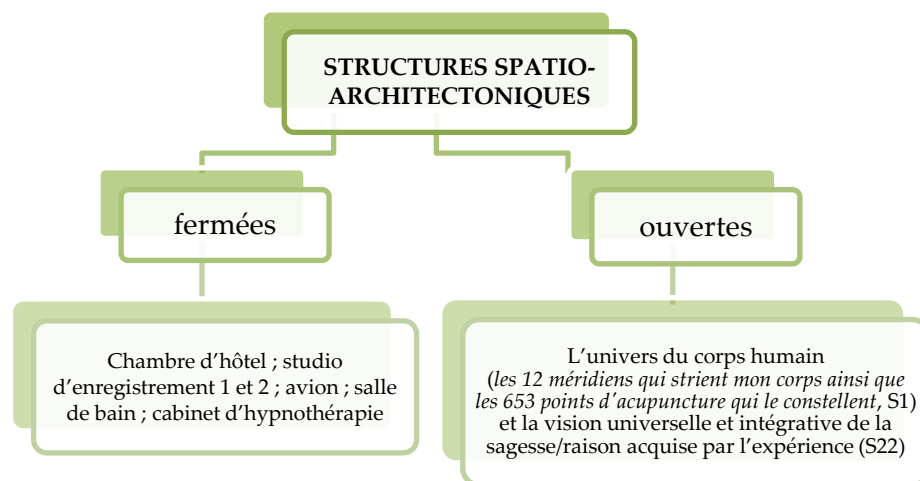 STRUCTURES SPATIO-
ARCHITECTONIQUES
fermées
ouvertes
Chambre d’hôtel ; studio
d’enregistrement 1 et 2 ; avion ; salle
de bain ; cabinet d’hypnothérapie
L’univers du corps humain
(les 12 méridiens qui strient mon corps ainsi que
les 653 points d’acupuncture qui le constellent, S1)
et la vision universelle et intégrative de la
sagesse/raison acquise par l’expérience (S22)